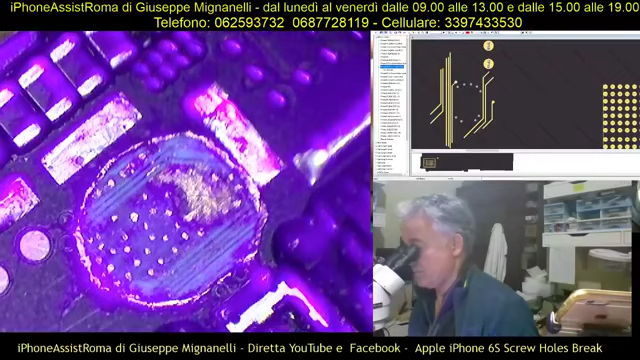 iPhoneAssistRoma di Giuseppe Mignanelli - dal lunedì al venerdì dalle 09.00 alle 13.00 e dalle 15.00 alle 19.00
Telefono: 062593732 0687728119 - Cellulare: 3397433530
iPhoneAssistRoma di Giuseppe Mignanelli - Diretta YouTube e Facebook - Apple iPhone 6S Screw Holes Break